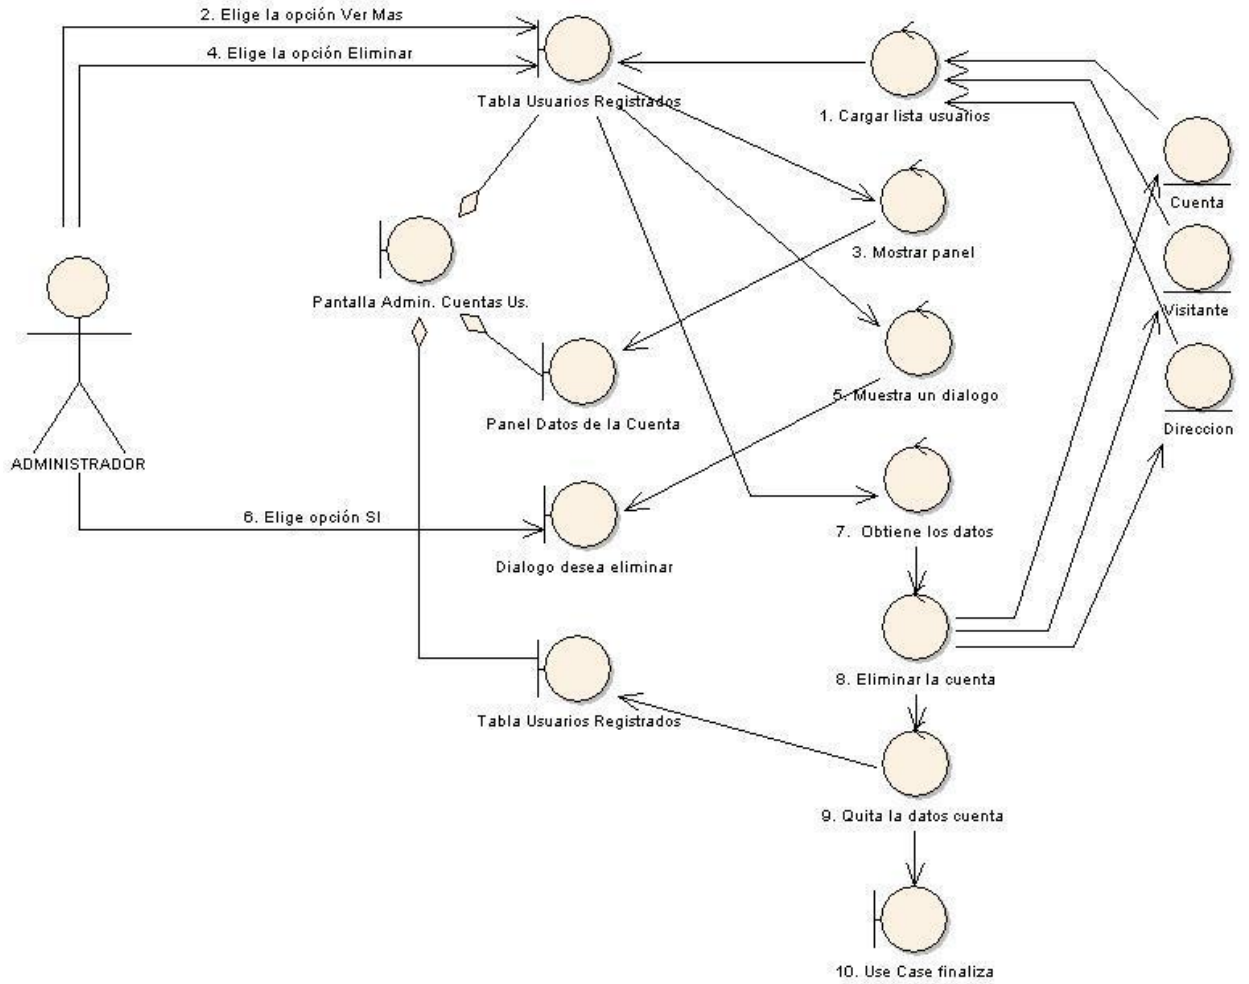 2. Elige la opción Ver Mas
4. Elige la opción Eliminar
Tabla Usuarios Registrados
1. Cargar lista usuarios
Cuenta
3. Mostrar panel
Pantalla Admin. Cuentas Us.
Visitante
5. Muestra un dialogo
Panel Datos de la Cuenta
Direccion
ADMINISTRADOR
6. Elige opción SI
7. Obtiene los datos
Dialogo desea eliminar
8. Eliminar la cuenta
Tabla Usuarios Registrados
9. Quita la datos cuenta
10. Use Case finaliza